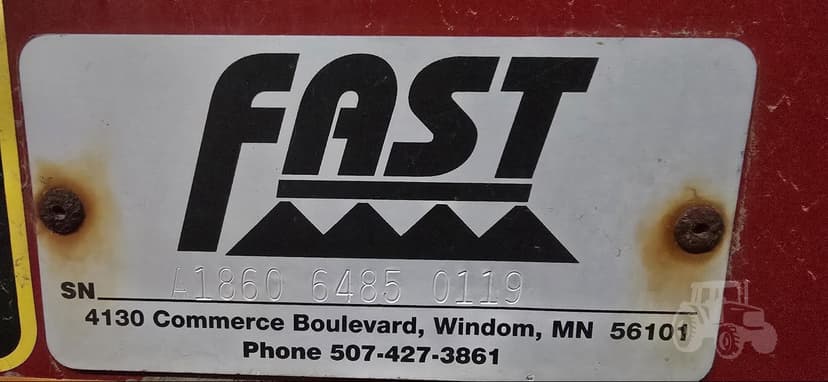 FAST
SN A1860 6485 0119
4130 Commerce Boulevard, Windom, MN 56101
Phone 507-427-3861